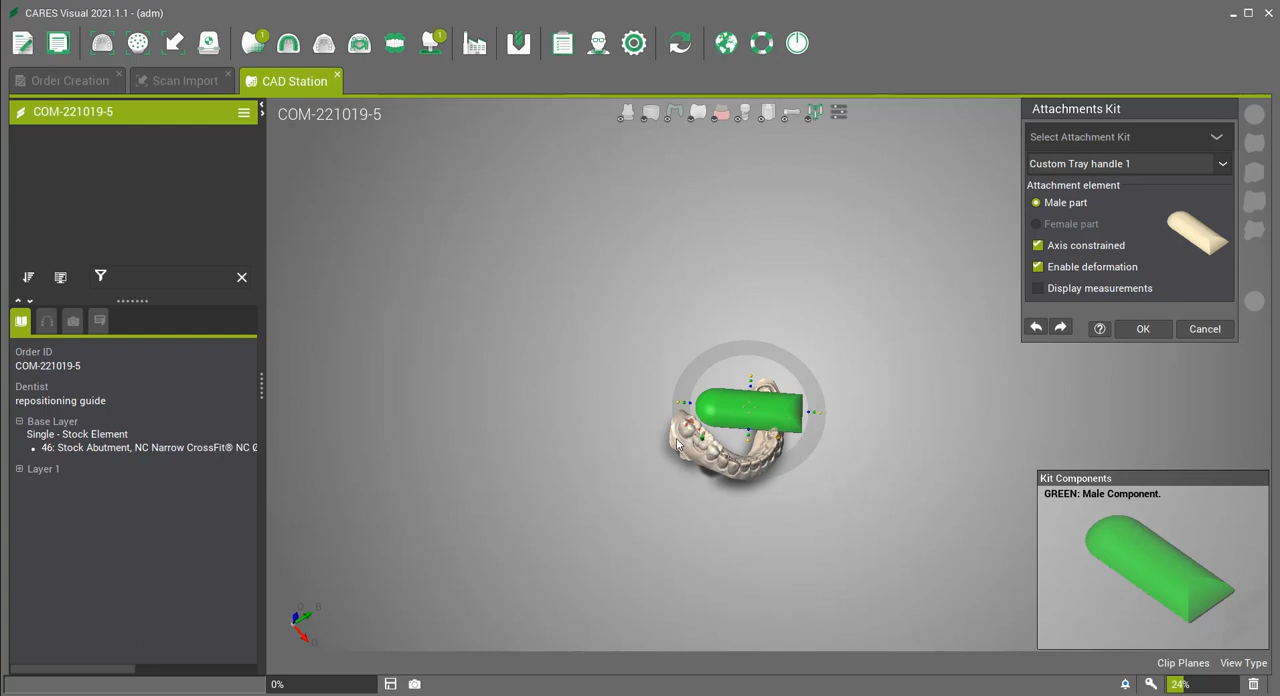 CARES Visual 2021.1.1 - (adm)
1
1
Order Creation
Scan Import
CAD Station
COM-221019-5
COM-221019-5
Attachments Kit
Select Attachment Kit
Custom Tray handle 1
Attachment element
Male part
Female part
Axis constrained
Enable deformation
Display measurements
OK
Cancel
Order ID
COM-221019-5
Dentist
repositioning guide
Base Layer
Single - Stock Element
46: Stock Abutment, NC Narrow CrossFit® NC Ø
Layer 1
Kit Components
GREEN: Male Component.
Clip Planes
View Type
0%
24%